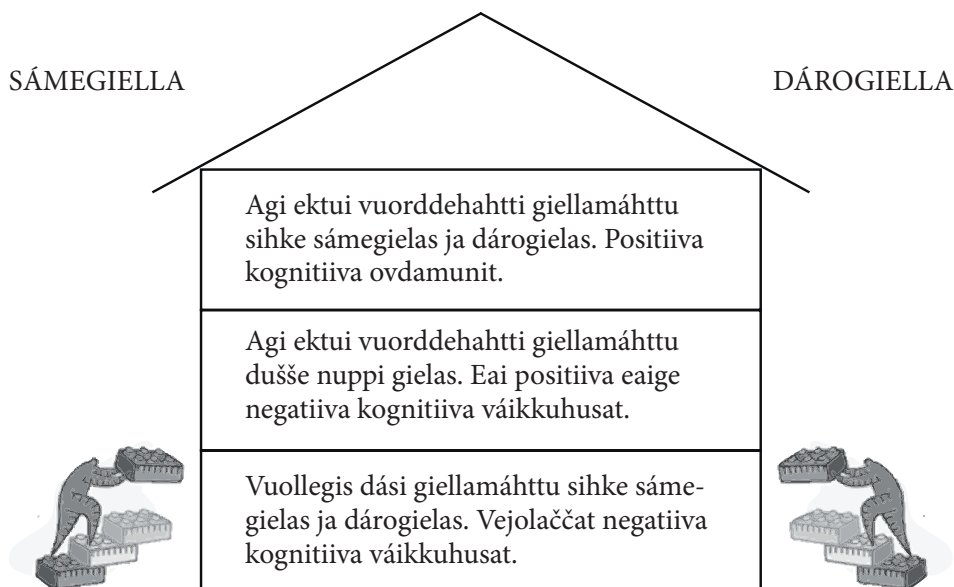 SÁMEGIELLA
DÁROGIELLA
Agi ektui vuorddehahtti giellamáhttu
sihke sámegielas ja dárogielas. Positiiva
kognitiiva ovdamunit.
Agi ektui vuorddehahtti giellamáhttu
dušše nuppi gielas. Eai positiiva eaige
negatiiva kognitiiva váikkuhusat.
Vuollegis dási giellamáhttu sihke sáme-
gielas ja dárogielas. Vejolaččat negatiiva
kognitiiva váikkuhusat.